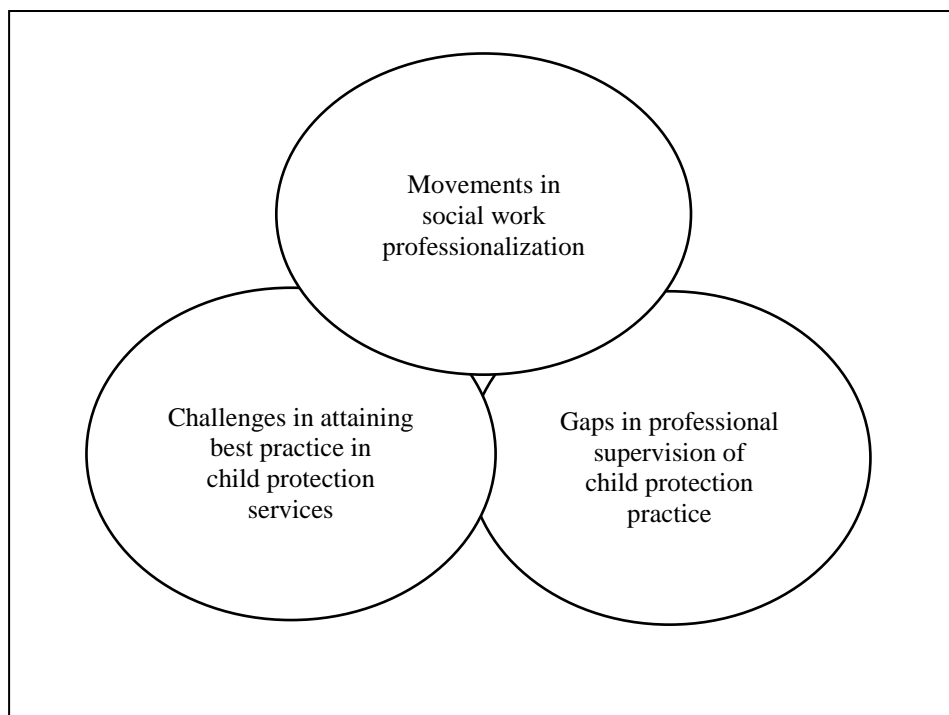 Movements in
social work
professionalization
Challenges in attaining
best practice in
child protection
services
Gaps in professional
supervision of
child protection
practice